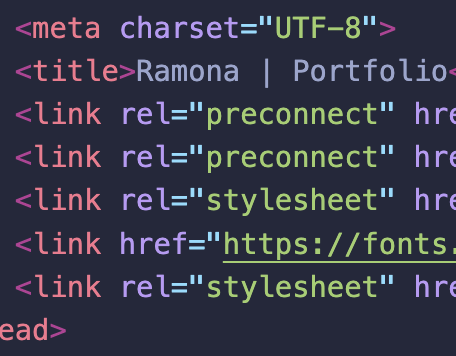 <meta charset="UTF-8">
<title>Ramona | Portfolio<
<link rel="preconnect" hre
<link rel="preconnect" hre
<link rel="stylesheet" hre
<link href="https://fonts.
<link rel="stylesheet" hre
ead>